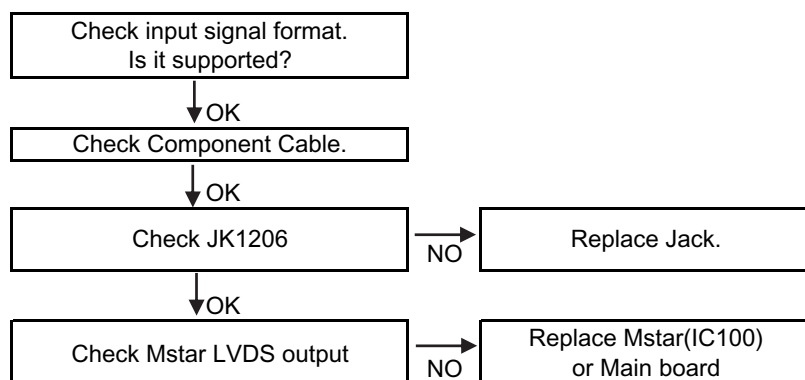 Check input signal format.
Is it supported?
OK
Check Component Cable.
OK
Check JK1206
NO
Replace Jack.
OK
Check Mstar LVDS output
NO
Replace Mstar(IC100)
or Main board